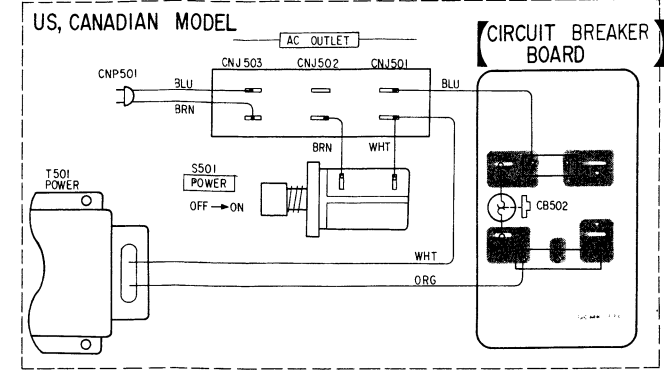 US, CANADIAN MODEL
AC OUTLET
CIRCUIT BREAKER
BOARD
CNJ503 CNJ502 CNJ501
CNP501
BLU
BLU
BRN
BRN
WHT
S501
POWER
OFF → ON
T501
POWER
CB502
WHT
ORG